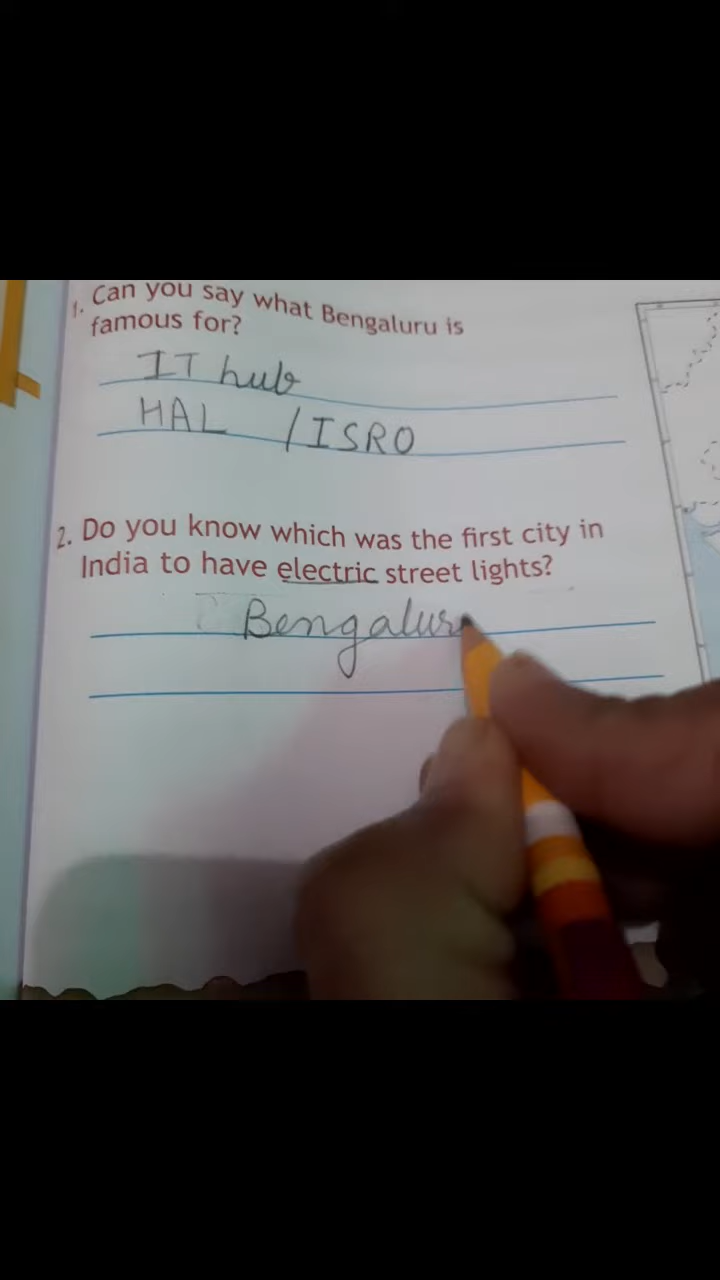 1. Can you say what Bengaluru is
famous for?
IT hub
HAL / ISRO
2. Do you know which was the first city in
India to have electric street lights?
Bengalur